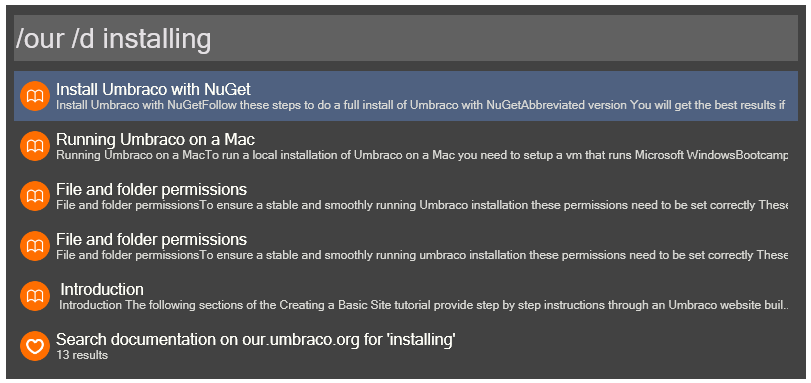 /our /d installing
Install Umbraco with NuGet
Install Umbraco with NuGetFollow these steps to do a full install of Umbraco with NuGetAbbreviated version You will get the best results if
Running Umbraco on a Mac
Running Umbraco on a MacTo run a local installation of Umbraco on a Mac you need to setup a vm that runs Microsoft WindowsBootcamp
File and folder permissions
File and folder permissionsTo ensure a stable and smoothly running Umbraco installation these permissions need to be set correctly These...
File and folder permissions
File and folder permissionsTo ensure a stable and smoothly running umbraco installation these permissions need to be set correctly These...
Introduction
Introduction The following sections of the Creating a Basic Site tutorial provide step by step instructions through an Umbraco website buil...
Search documentation on our.umbraco.org for 'installing'
13 results